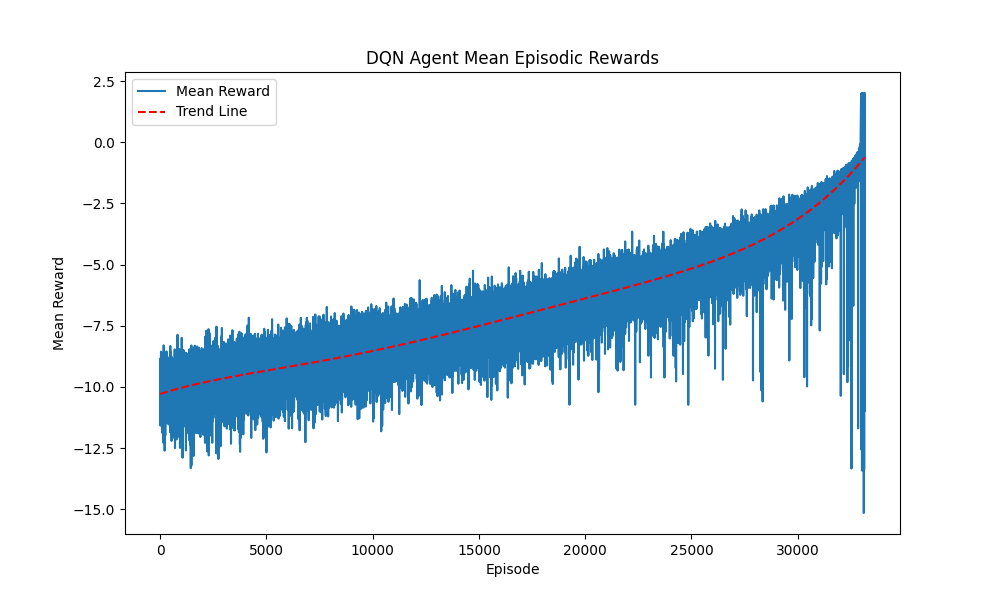 DQN Agent Mean Episodic Rewards
Mean Reward
Trend Line
2.5
0.0
−2.5
−5.0
−7.5
−10.0
−12.5
−15.0
Mean Reward
0 5000 10000 15000 20000 25000 30000
Episode